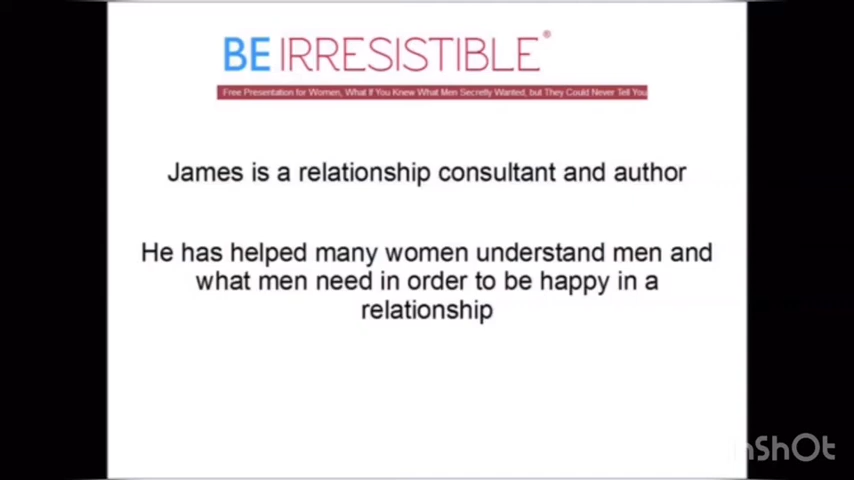 BE IRRESISTIBLE®
Free Presentation for Women, What If You Knew What Men Secretly Wanted, but They Could Never Tell You
James is a relationship consultant and author
He has helped many women understand men and
what men need in order to be happy in a
relationship
nShOt